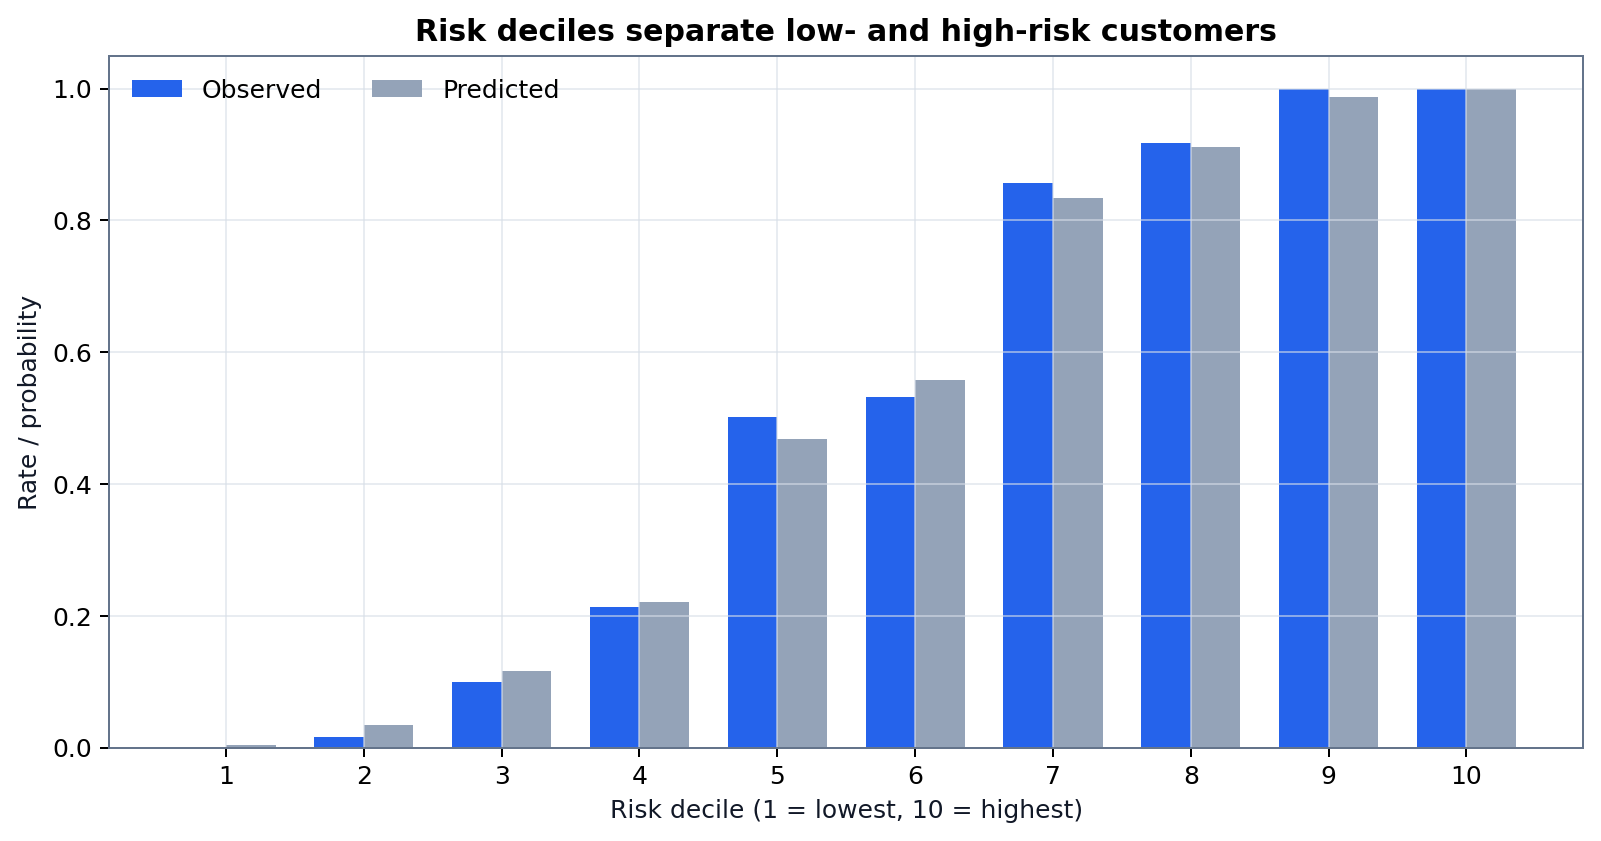 Risk deciles separate low- and high-risk customers
Observed Predicted
1.0
0.8
0.6
0.4
0.2
0.0
Rate / probability
1 2 3 4 5 6 7 8 9 10
Risk decile (1 = lowest, 10 = highest)